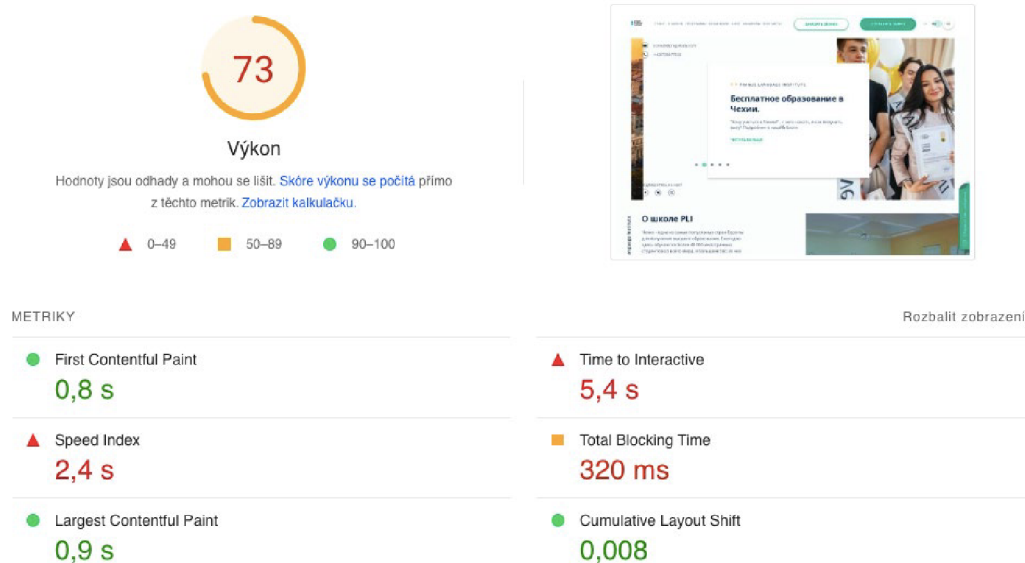 73
Výkon
Hodnoty jsou odhady a mohou se lišit. Skóre výkonu se počítá přímo
z těchto metrik. Zobrazit kalkulačku.
0–49
50–89
90–100
Бесплатное образование в
Чехии.
О школе PLI
METRIKY
Rozbalit zobrazení
First Contentful Paint
0,8 s
Time to Interactive
5,4 s
Speed Index
2,4 s
Total Blocking Time
320 ms
Largest Contentful Paint
0,9 s
Cumulative Layout Shift
0,008